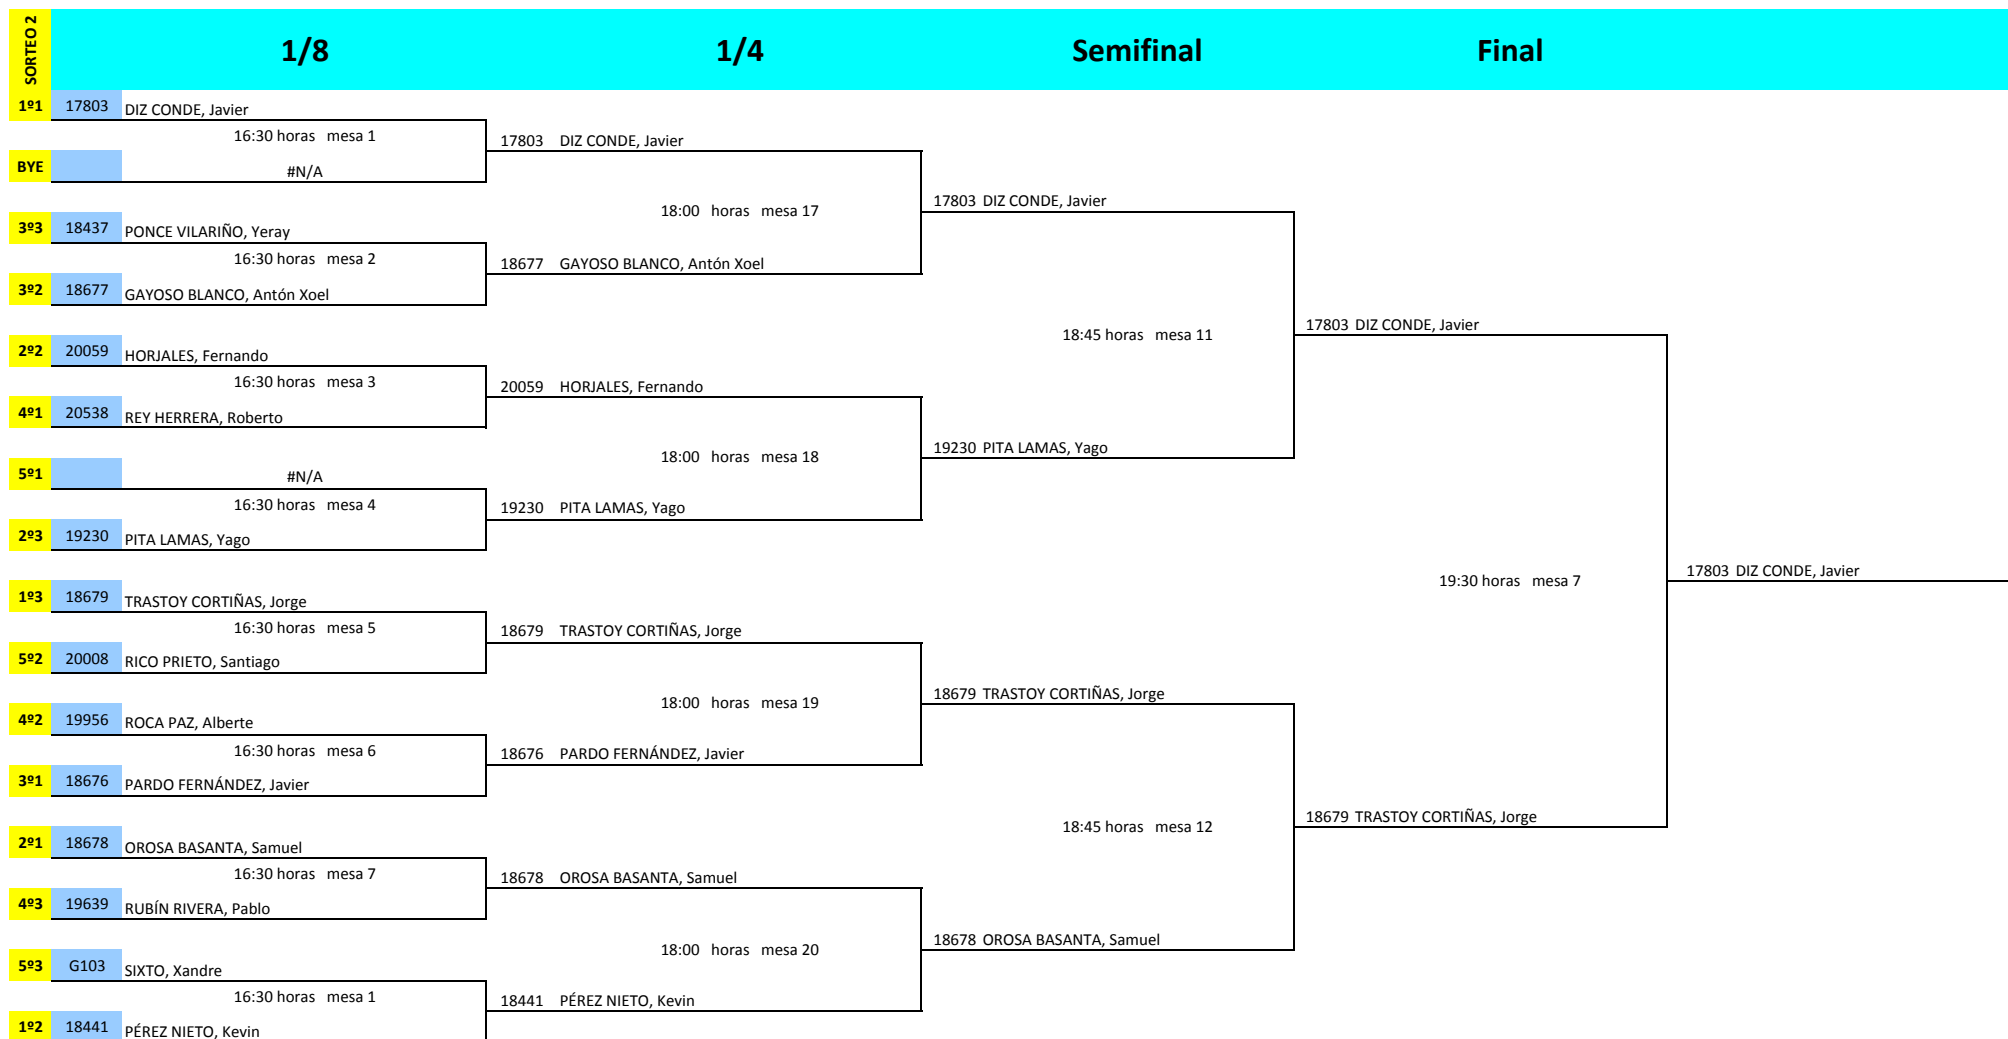 SORTEO 2
1/8 1/4 Semifinal Final
1º1 17803 DIZ CONDE, Javier
16:30 horas mesa 1
17803 DIZ CONDE, Javier
BYE #N/A
18:00 horas mesa 17
17803 DIZ CONDE, Javier
3º3 18437 PONCE VILARIÑO, Yeray
16:30 horas mesa 2
18677 GAYOSO BLANCO, Antón Xoel
3º2 18677 GAYOSO BLANCO, Antón Xoel
18:45 horas mesa 11
17803 DIZ CONDE, Javier
2º2 20059 HORJALES, Fernando
16:30 horas mesa 3
20059 HORJALES, Fernando
4º1 20538 REY HERRERA, Roberto
18:00 horas mesa 18
19230 PITA LAMAS, Yago
5º1 #N/A
16:30 horas mesa 4
19230 PITA LAMAS, Yago
2º3 19230 PITA LAMAS, Yago
19:30 horas mesa 7
17803 DIZ CONDE, Javier
1º3 18679 TRASTOY CORTIÑAS, Jorge
16:30 horas mesa 5
18679 TRASTOY CORTIÑAS, Jorge
5º2 20008 RICO PRIETO, Santiago
18:00 horas mesa 19
18679 TRASTOY CORTIÑAS, Jorge
4º2 19956 ROCA PAZ, Alberte
16:30 horas mesa 6
18676 PARDO FERNÁNDEZ, Javier
3º1 18676 PARDO FERNÁNDEZ, Javier
18:45 horas mesa 12
18679 TRASTOY CORTIÑAS, Jorge
2º1 18678 OROSA BASANTA, Samuel
16:30 horas mesa 7
18678 OROSA BASANTA, Samuel
4º3 19639 RUBÍN RIVERA, Pablo
18:00 horas mesa 20
18678 OROSA BASANTA, Samuel
5º3 G103 SIXTO, Xandre
16:30 horas mesa 1
18441 PÉREZ NIETO, Kevin
1º2 18441 PÉREZ NIETO, Kevin